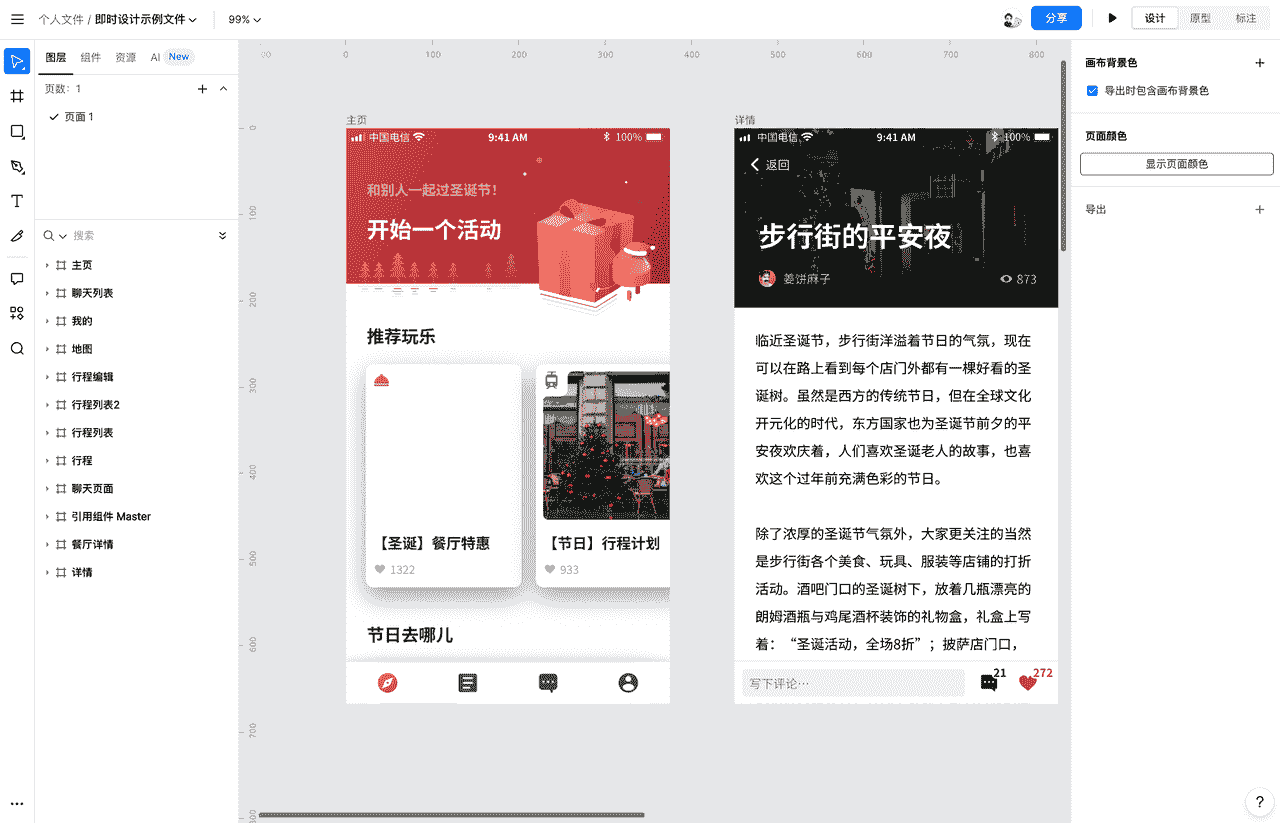 个人文件 / 即时设计示例文件
99%
分享
设计 原型 标注
图层 组件 资源 AI New
页数：1
页面 1
搜索
主页
聊天列表
我的
地图
行程编辑
行程列表2
行程列表
行程
聊天页面
引用组件 Master
餐厅详情
详情
0 100 200 300 400 500 600 700 800
0
100
200
300
400
500
600
700
主页
中国电信 9:41 AM 100%
和别人一起过圣诞节！
开始一个活动
推荐玩乐
【圣诞】餐厅特惠
1322
【节日】行程计划
933
节日去哪儿
详情
中国电信 9:41 AM 100%
返回
步行街的平安夜
姜饼麻子 873
临近圣诞节，步行街洋溢着节日的气氛，现在
可以在路上看到每个店门外都有一棵好看的圣
诞树。虽然是西方的传统节日，但在全球文化
开元化的时代，东方国家也为圣诞节前夕的平
安夜欢庆着，人们喜欢圣诞老人的故事，也喜
欢这个过年前充满色彩的节日。
除了浓厚的圣诞节气氛外，大家更关注的当然
是步行街各个美食、玩具、服装等店铺的打折
活动。酒吧门口的圣诞树下，放着几瓶漂亮的
朗姆酒瓶与鸡尾酒杯装饰的礼物盒，礼盒上写
着：“圣诞活动，全场8折”；披萨店门口，
写下评论…
21
272
画布背景色
导出时包含画布背景色
页面颜色
显示页面颜色
导出
?